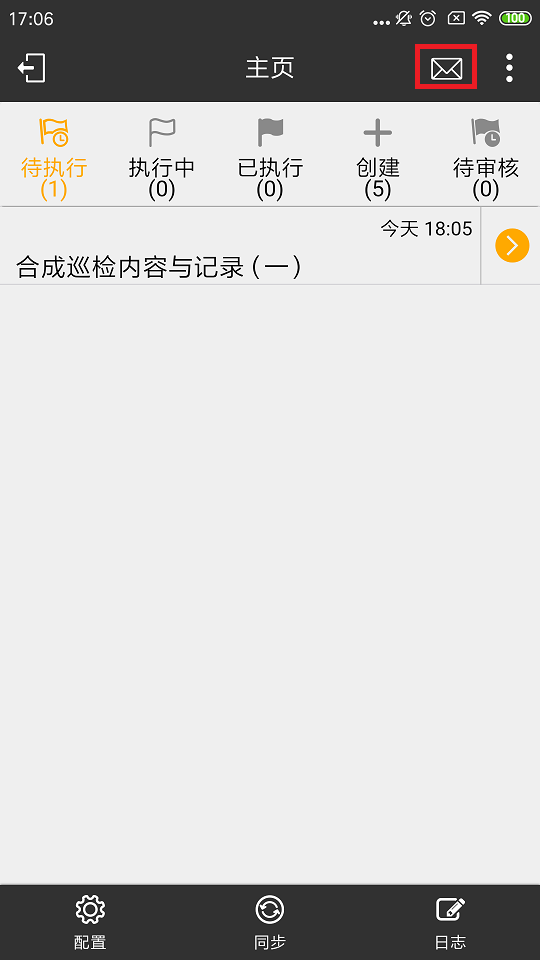 17:06
100
主页
待执行 执行中 已执行 创建 待审核
(1) (0) (0) (5) (0)
今天 18:05
合成巡检内容与记录(一)
配置 同步 日志